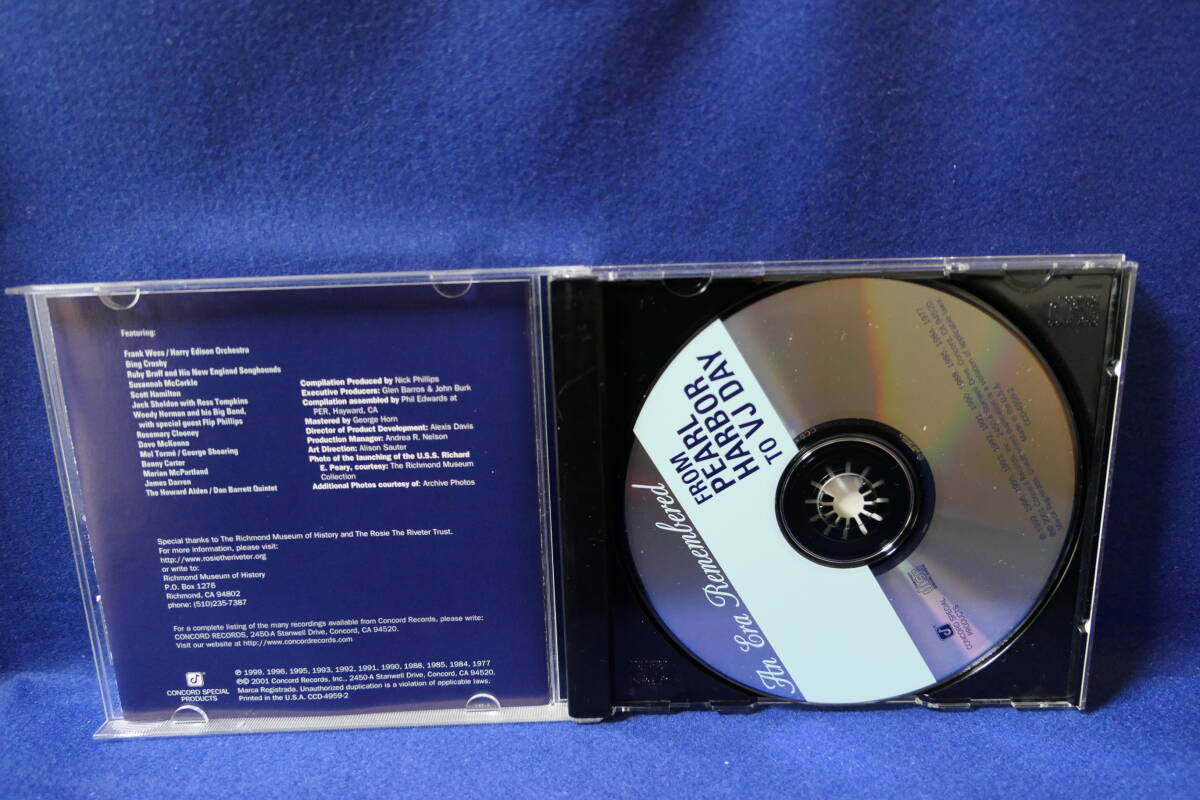 Featuring:
Frank Wess / Harry Edison Orchestra
Bing Crosby
Ruby Braff and His New England Songhounds
Susannah McCorkle
Scott Hamilton
Jack Sheldon with Ross Tompkins
Woody Herman and his Big Band,
with special guest Flip Phillips
Rosemary Clooney
Dave McKenna
Mel Tormé / George Shearing
Benny Carter
Marian McPartland
James Darren
The Howard Alden / Dan Barrett Quintet
Compilation Produced by Nick Phillips
Executive Producers: Glen Barros & John Burk
Compilation assembled by Phil Edwards at
PER, Hayward, CA
Mastered by George Horn
Director of Product Development: Alexis Davis
Production Manager: Andrea R. Nelson
Art Direction: Alison Sauter
Photo of the launching of the U.S.S. Richard
E. Peary, courtesy: The Richmond Museum
Collection
Additional Photos courtesy of: Archive Photos
Special thanks to The Richmond Museum of History and The Rosie The Riveter Trust.
For more information, please visit:
http://www.rosietheriveter.org
or write to:
Richmond Museum of History
P.O. Box 1276
Richmond, CA 94802
phone: (510)235-7387
For a complete listing of the many recordings available from Concord Records, please write:
CONCORD RECORDS, 2450-A Stanwell Drive, Concord, CA 94520.
Visit our website at http://www.concordrecords.com
CONCORD SPECIAL
PRODUCTS
℗ 1999, 1996, 1995, 1993, 1992, 1991, 1990, 1988, 1985, 1984, 1977
℗© 2001 Concord Records, Inc., 2450-A Stanwell Drive, Concord, CA 94520.
Marca Registrada. Unauthorized duplication is a violation of applicable laws.
Printed in the U.S.A. CCD-4959-2
An Era Remembered
FROM
PEARL
HARBOR
TO VJ DAY
CONCORD SPECIAL
PRODUCTS